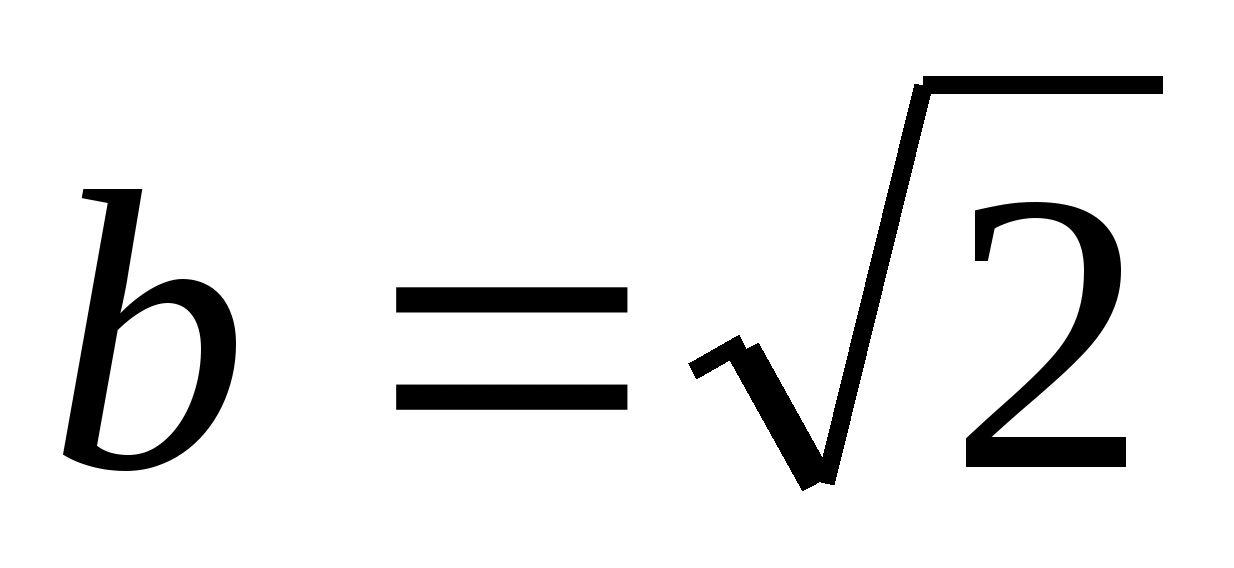 b = √2